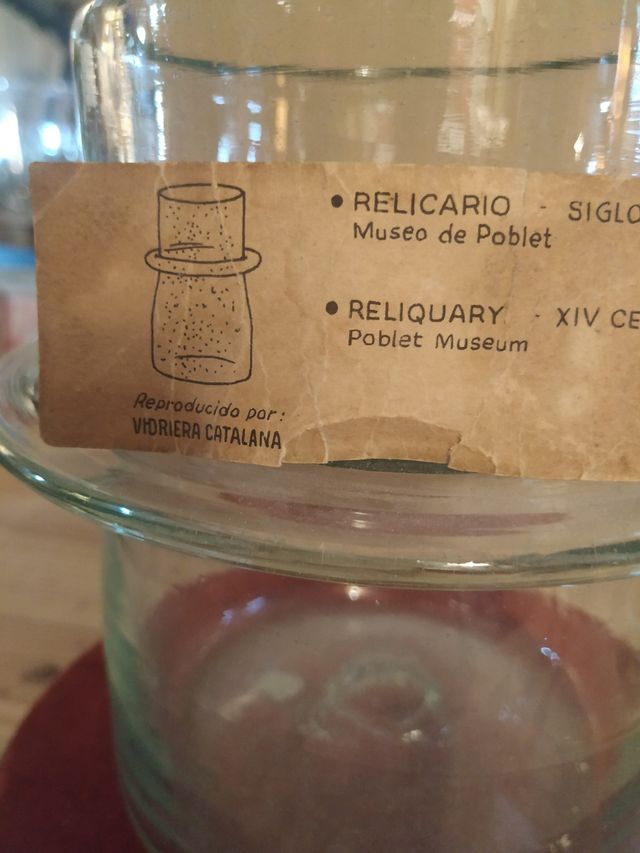 • RELICARIO - SIGLO
Museo de Poblet
• RELIQUARY - XIV CE
Poblet Museum
Reproducido por:
VIDRIERA CATALANA